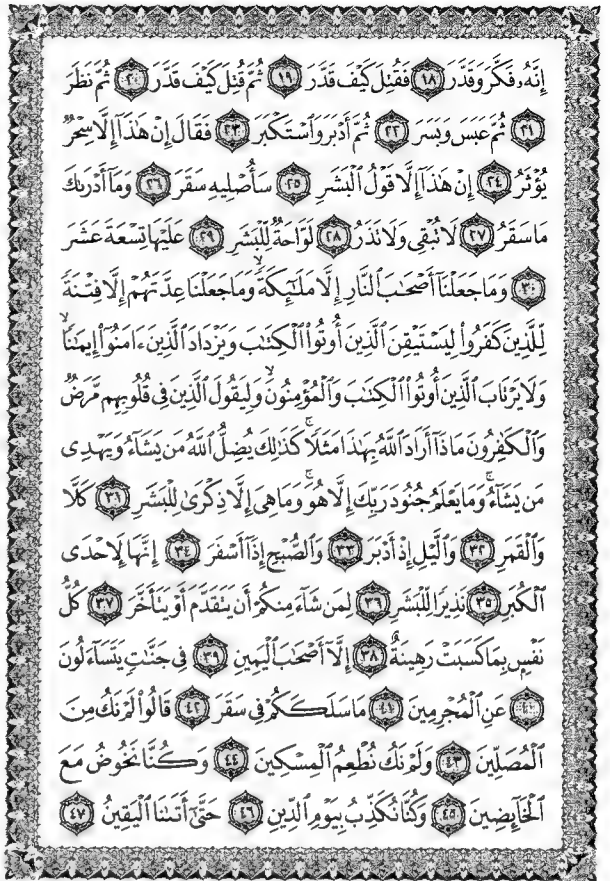 إِنَّهُۥ فَكَّرَ وَقَدَّرَ ١٨ فَقُتِلَ كَيْفَ قَدَّرَ ١٩ ثُمَّ قُتِلَ كَيْفَ قَدَّرَ ٢٠ ثُمَّ نَظَرَ
٢١ ثُمَّ عَبَسَ وَبَسَرَ ٢٢ ثُمَّ أَدْبَرَ وَٱسْتَكْبَرَ ٢٣ فَقَالَ إِنْ هَٰذَآ إِلَّا سِحْرٌ
يُؤْثَرُ ٢٤ إِنْ هَٰذَآ إِلَّا قَوْلُ ٱلْبَشَرِ ٢٥ سَأُصْلِيهِ سَقَرَ ٢٦ وَمَآ أَدْرَىٰكَ
مَا سَقَرُ ٢٧ لَا تُبْقِى وَلَا تَذَرُ ٢٨ لَوَّاحَةٌ لِّلْبَشَرِ ٢٩ عَلَيْهَا تِسْعَةَ عَشَرَ
٣٠ وَمَا جَعَلْنَآ أَصْحَٰبَ ٱلنَّارِ إِلَّا مَلَٰٓئِكَةً ۙ وَمَا جَعَلْنَا عِدَّتَهُمْ إِلَّا فِتْنَةً
لِّلَّذِينَ كَفَرُوا۟ لِيَسْتَيْقِنَ ٱلَّذِينَ أُوتُوا۟ ٱلْكِتَٰبَ وَيَزْدَادَ ٱلَّذِينَ ءَامَنُوٓا۟ إِيمَٰنًا ۙ
وَلَا يَرْتَابَ ٱلَّذِينَ أُوتُوا۟ ٱلْكِتَٰبَ وَٱلْمُؤْمِنُونَ ۙ وَلِيَقُولَ ٱلَّذِينَ فِى قُلُوبِهِم مَّرَضٌ
وَٱلْكَٰفِرُونَ مَاذَآ أَرَادَ ٱللَّهُ بِهَٰذَا مَثَلًا ۚ كَذَٰلِكَ يُضِلُّ ٱللَّهُ مَن يَشَآءُ وَيَهْدِى
مَن يَشَآءُ ۚ وَمَا يَعْلَمُ جُنُودَ رَبِّكَ إِلَّا هُوَ ۚ وَمَا هِىَ إِلَّا ذِكْرَىٰ لِلْبَشَرِ ٣١ كَلَّا
وَٱلْقَمَرِ ٣٢ وَٱلَّيْلِ إِذْ أَدْبَرَ ٣٣ وَٱلصُّبْحِ إِذَآ أَسْفَرَ ٣٤ إِنَّهَا لَإِحْدَى
ٱلْكُبَرِ ٣٥ نَذِيرًا لِّلْبَشَرِ ٣٦ لِمَن شَآءَ مِنكُمْ أَن يَتَقَدَّمَ أَوْ يَتَأَخَّرَ ٣٧ كُلُّ
نَفْسٍۭ بِمَا كَسَبَتْ رَهِينَةٌ ٣٨ إِلَّآ أَصْحَٰبَ ٱلْيَمِينِ ٣٩ فِى جَنَّٰتٍ يَتَسَآءَلُونَ
٤٠ عَنِ ٱلْمُجْرِمِينَ ٤١ مَا سَلَكَكُمْ فِى سَقَرَ ٤٢ قَالُوا۟ لَمْ نَكُ مِنَ
ٱلْمُصَلِّينَ ٤٣ وَلَمْ نَكُ نُطْعِمُ ٱلْمِسْكِينَ ٤٤ وَكُنَّا نَخُوضُ مَعَ
ٱلْخَآئِضِينَ ٤٥ وَكُنَّا نُكَذِّبُ بِيَوْمِ ٱلدِّينِ ٤٦ حَتَّىٰٓ أَتَىٰنَا ٱلْيَقِينُ ٤٧